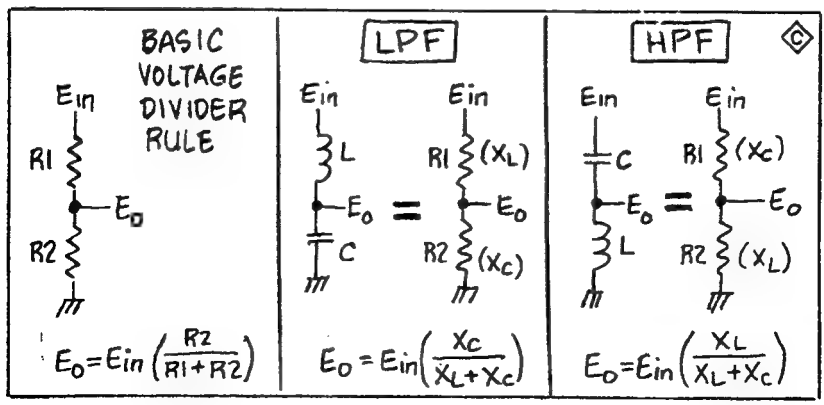 BASIC
VOLTAGE
DIVIDER
RULE
Ein
R1
Eo
R2
Eo=Ein(R2/(R1+R2))
LPF
Ein
L
Eo
C
=
Ein
R1 (XL)
Eo
R2 (XC)
Eo=Ein(XC/(XL+XC))
HPF
©
Ein
C
Eo
L
=
Ein
R1 (XC)
Eo
R2 (XL)
Eo=Ein(XL/(XL+XC))